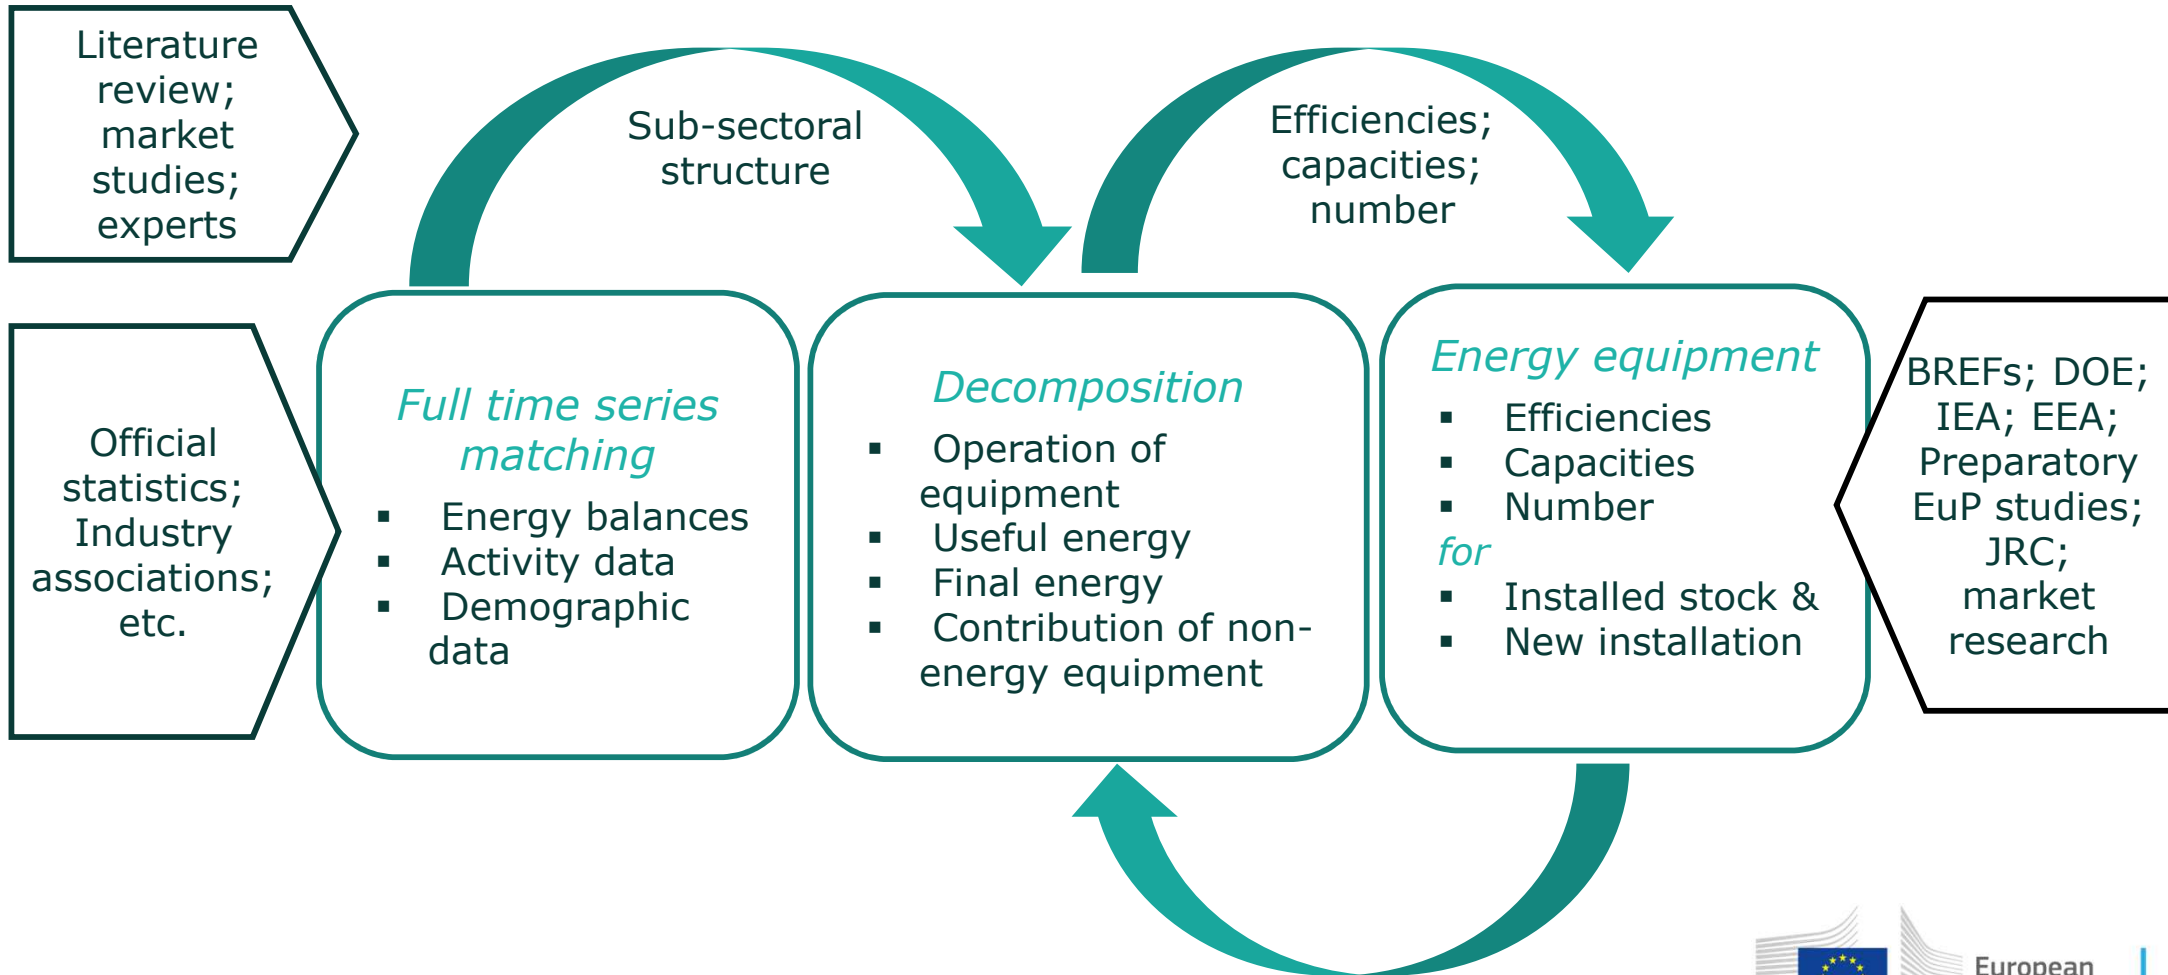 Literature
review;
market
studies;
experts
Sub-sectoral
structure
Efficiencies;
capacities;
number
Official
statistics;
Industry
associations;
etc.
Full time series
matching
▪ Energy balances
▪ Activity data
▪ Demographic
data
Decomposition
▪ Operation of
equipment
▪ Useful energy
▪ Final energy
▪ Contribution of non-
energy equipment
Energy equipment
▪ Efficiencies
▪ Capacities
▪ Number
for
▪ Installed stock &
▪ New installation
BREFs; DOE;
IEA; EEA;
Preparatory
EuP studies;
JRC;
market
research
European